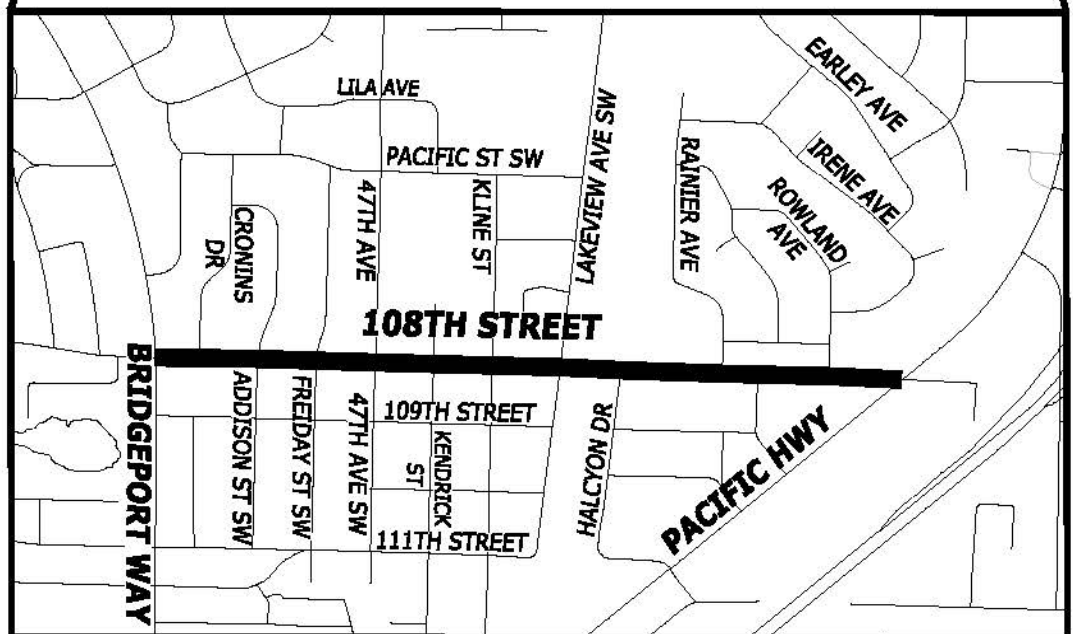 EARLEY AVE
LILA AVE
LAKEVIEW AVE SW
RAINIER AVE
IRENE AVE
PACIFIC ST SW
47TH AVE
KLINE ST
ROWLAND
AVE
CRONINS
DR
108TH STREET
BRIDGEPORT WAY
ADDISON ST SW
FREIDAY ST SW
47TH AVE SW
109TH STREET
KENDRICK
ST
HALCYON DR
PACIFIC HWY
111TH STREET